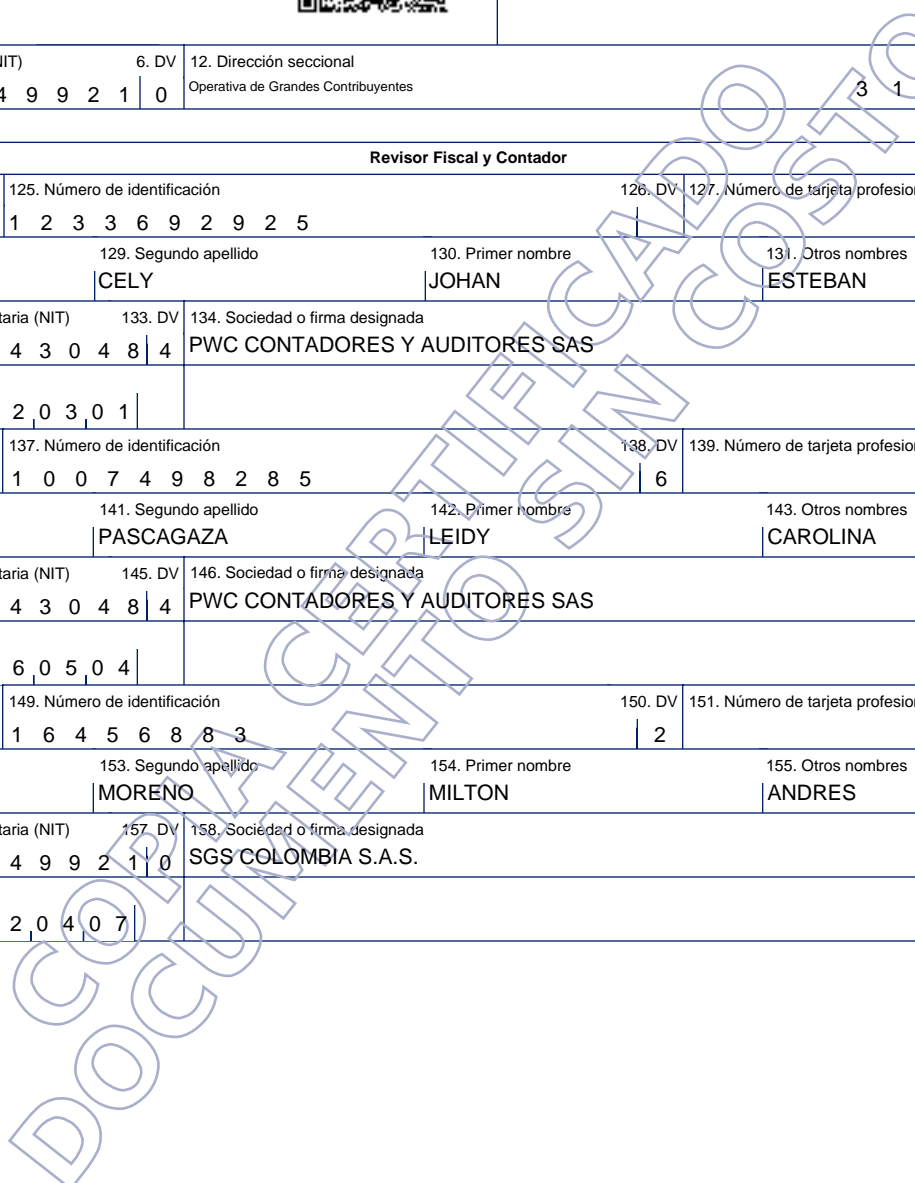 NIT) 6. DV 12. Dirección seccional
4 9 9 2 1 0 Operativa de Grandes Contribuyentes 3 1
Revisor Fiscal y Contador
125. Número de identificación 126. DV 127. Número de tarjeta profesion
1 2 3 3 6 9 2 9 2 5
129. Segundo apellido 130. Primer nombre 131. Otros nombres
CELY JOHAN ESTEBAN
taria (NIT) 133. DV 134. Sociedad o firma designada
4 3 0 4 8 4 PWC CONTADORES Y AUDITORES SAS
2 0 3 0 1
137. Número de identificación 138. DV 139. Número de tarjeta profesion
1 0 0 7 4 9 8 2 8 5 6
141. Segundo apellido 142. Primer nombre 143. Otros nombres
PASCAGAZA LEIDY CAROLINA
taria (NIT) 145. DV 146. Sociedad o firma designada
4 3 0 4 8 4 PWC CONTADORES Y AUDITORES SAS
6 0 5 0 4
149. Número de identificación 150. DV 151. Número de tarjeta profesion
1 6 4 5 6 8 8 3 2
153. Segundo apellido 154. Primer nombre 155. Otros nombres
MORENO MILTON ANDRES
taria (NIT) 157. DV 158. Sociedad o firma designada
4 9 9 2 1 0 SGS COLOMBIA S.A.S.
2 0 4 0 7
COPIA CERTIFICADO
DOCUMENTO SIN COSTO